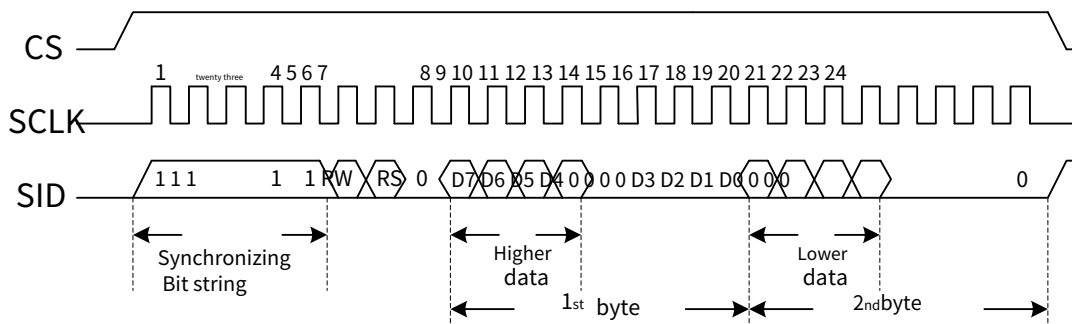 CS
1 twenty three 4 5 6 7 8 9 10 11 12 13 14 15 16 17 18 19 20 21 22 23 24
SCLK
SID 1 1 1 1 1 RW RS 0 D7 D6 D5 D4 0 0 0 0 D3 D2 D1 D0 0 0 0 0
Synchronizing
Bit string
Higher
data
Lower
data
1st byte
2nd byte